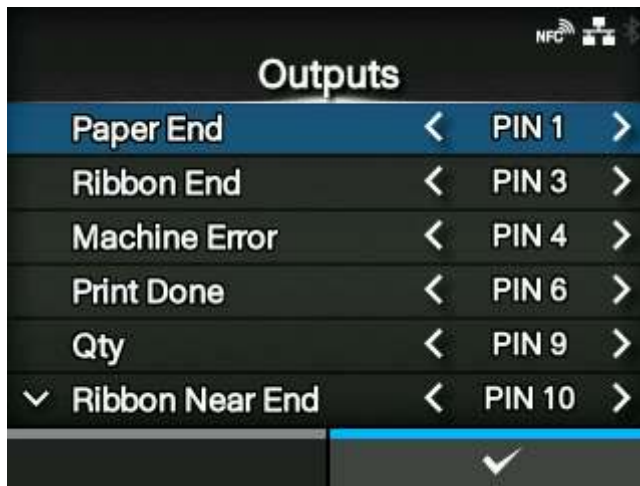 NFC
Outputs
Paper End < PIN 1 >
Ribbon End < PIN 3 >
Machine Error < PIN 4 >
Print Done < PIN 6 >
Qty < PIN 9 >
Ribbon Near End < PIN 10 >